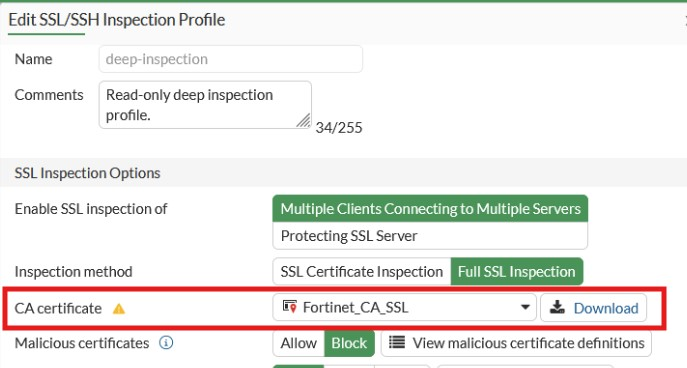 Edit SSL/SSH Inspection Profile
Name deep-inspection
Comments Read-only deep inspection
profile.
34/255
SSL Inspection Options
Enable SSL inspection of Multiple Clients Connecting to Multiple Servers
Protecting SSL Server
Inspection method SSL Certificate Inspection Full SSL Inspection
CA certificate Fortinet_CA_SSL Download
Malicious certificates Allow Block View malicious certificate definitions